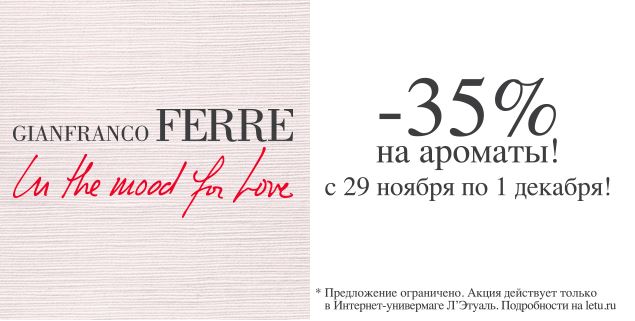 GIANFRANCO FERRE
In the mood for Love
-35%
на ароматы!
с 29 ноября по 1 декабря!
* Предложение ограничено. Акция действует только
в Интернет-универмаге Л'Этуаль. Подробности на letu.ru